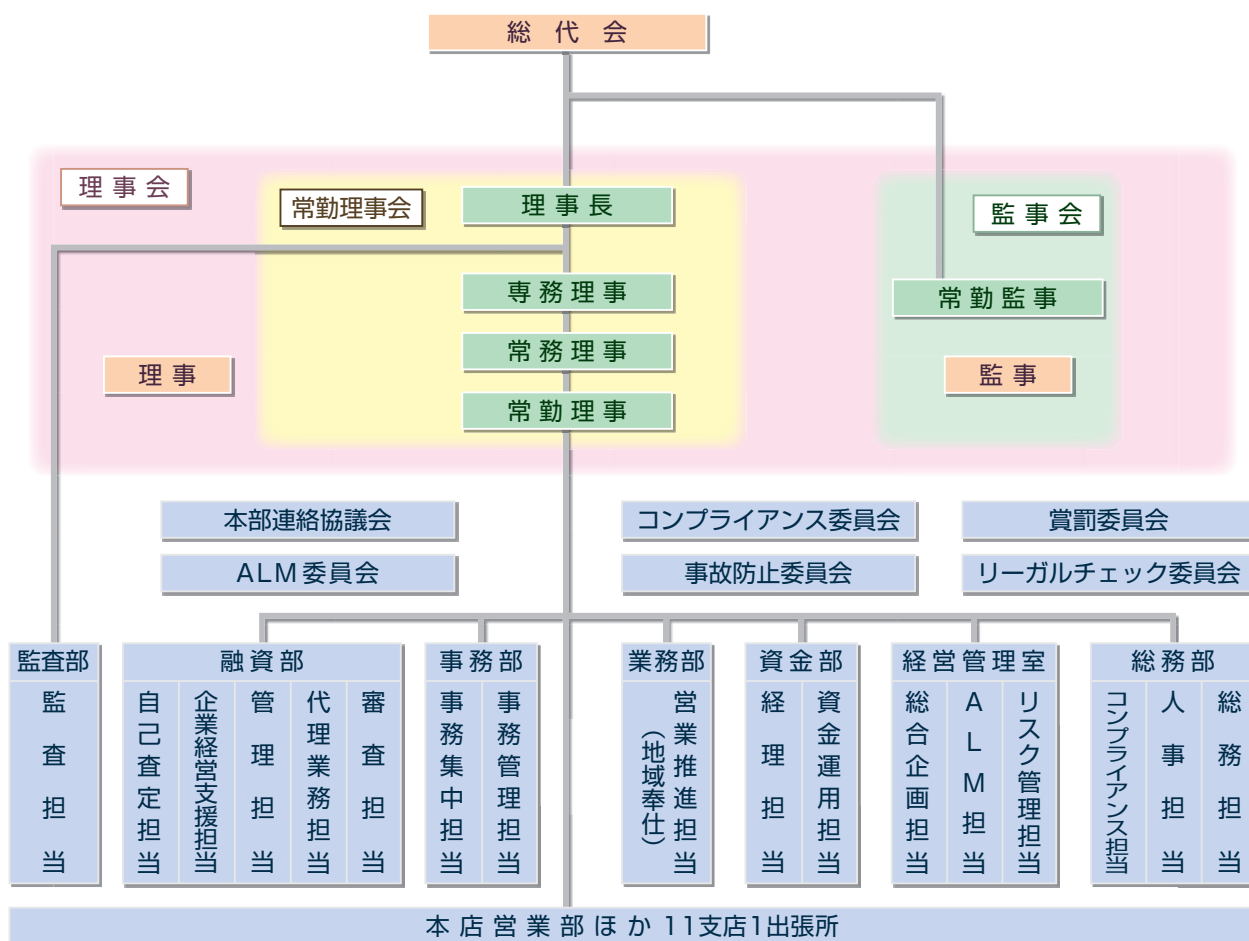 総代会
理事会
常勤理事会
理事長
監事会
専務理事
常勤監事
常務理事
理事
監事
常勤理事
本部連絡協議会
コンプライアンス委員会
賞罰委員会
ALM委員会
事故防止委員会
リーガルチェック委員会
監査部
監査担当
融資部
自己査定担当
企業経営支援担当
管理担当
代理業務担当
審査担当
事務部
事務集中担当
事務管理担当
業務部
営業推進担当
（地域奉仕）
資金部
経理担当
資金運用担当
経営管理室
総合企画担当
ALM担当
リスク管理担当
総務部
コンプライアンス担当
人事担当
総務担当
本店営業部ほか11支店1出張所